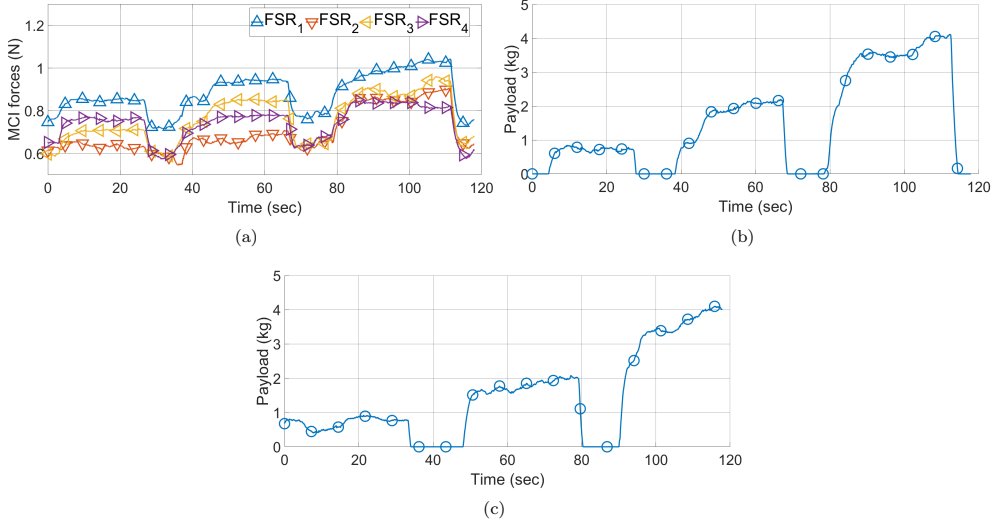 FSR1 FSR2 FSR3 FSR4
MCI forces (N)
1.2
1
0.8
0.6
0 20 40 60 80 100 120
Time (sec)
(a)
Payload (kg)
5
4
3
2
1
0
0 20 40 60 80 100 120
Time (sec)
(b)
Payload (kg)
5
4
3
2
1
0
0 20 40 60 80 100 120
Time (sec)
(c)